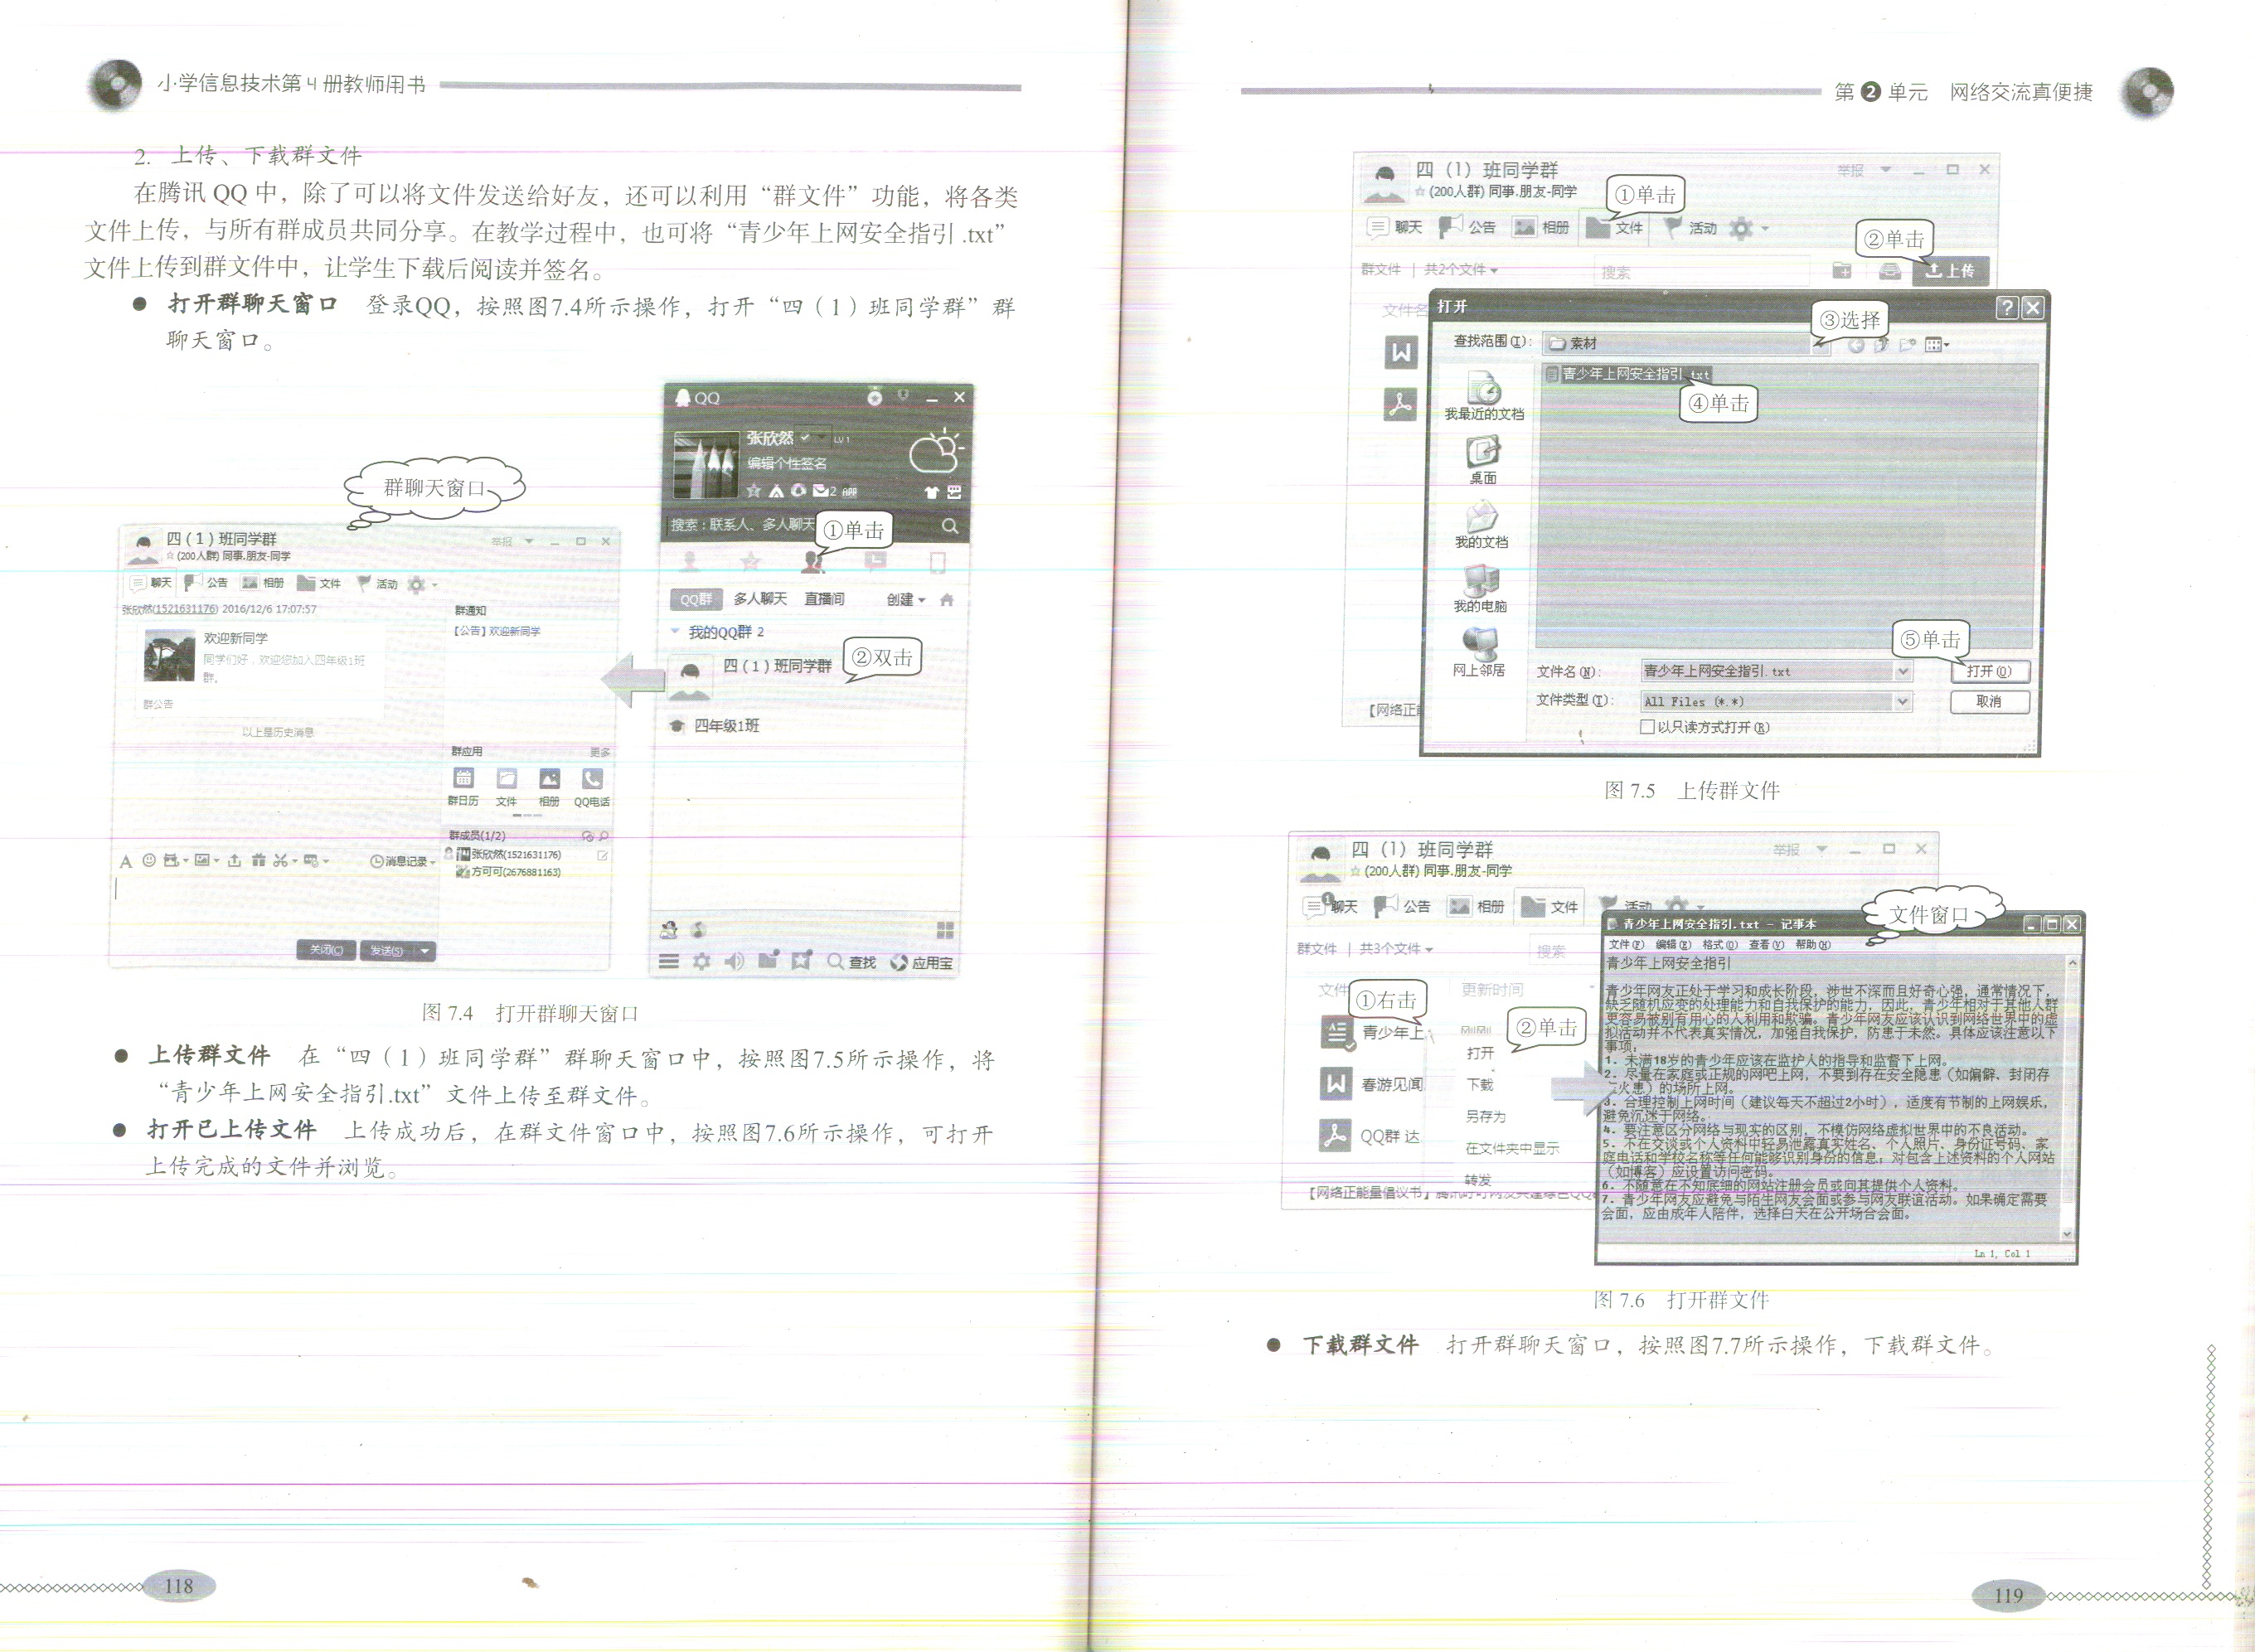 小学信息技术第4册教师用书
2. 上传、下载群文件
在腾讯 QQ 中，除了可以将文件发送给好友，还可以利用“群文件”功能，将各类
文件上传，与所有群成员共同分享。在教学过程中，也可将“青少年上网安全指引 .txt”
文件上传到群文件中，让学生下载后阅读并签名。
● 打开群聊天窗口 登录QQ，按照图7.4所示操作，打开“四（1）班同学群”群
聊天窗口。
群聊天窗口
四（1）班同学群
举报
(200人群) 同事.朋友-同学
聊天 公告 相册 文件 活动
张欣然(1521631176) 2016/12/6 17:07:57
欢迎新同学
同学们好，欢迎您加入四年级1班
群。
群公告
以上是历史消息
群通知
【公告】欢迎新同学
群应用 更多
群日历 文件 相册 QQ电话
群成员(1/2)
张欣然(1521631176)
方可可(2676881163)
消息记录
关闭(C) 发送(S)
QQ
张欣然 LV1
编辑个性签名
2 APP
搜索：联系人、多人聊天
①单击
QQ群 多人聊天 直播间 创建
我的QQ群 2
四（1）班同学群
②双击
四年级1班
查找 应用宝
图 7.4 打开群聊天窗口
● 上传群文件 在“四（1）班同学群”群聊天窗口中，按照图7.5所示操作，将
“青少年上网安全指引.txt”文件上传至群文件。
● 打开已上传文件 上传成功后，在群文件窗口中，按照图7.6所示操作，可打开
上传完成的文件并浏览。
118
第2单元 网络交流真便捷
四（1）班同学群
举报
(200人群) 同事.朋友-同学
①单击
聊天 公告 相册 文件 活动
②单击
群文件 | 共2个文件 搜索 上传
文件名
打开
③选择
查找范围(I): 素材
青少年上网安全指引.txt
④单击
我最近的文档
桌面
我的文档
我的电脑
网上邻居
⑤单击
文件名(N): 青少年上网安全指引.txt 打开(O)
文件类型(T): All Files (*.*) 取消
以只读方式打开(R)
【网络正
图 7.5 上传群文件
四（1）班同学群
举报
(200人群) 同事.朋友-同学
1
聊天 公告 相册 文件 活动
群文件 | 共3个文件 搜索
文件 更新时间
①右击
青少年上
春游见闻
QQ群 达
刚刚
②单击
打开
下载
另存为
在文件夹中显示
转发
【网络正能量倡议书】
文件窗口
青少年上网安全指引.txt - 记事本
文件(F) 编辑(E) 格式(O) 查看(V) 帮助(H)
青少年上网安全指引
青少年网友正处于学习和成长阶段，涉世不深而且好奇心强，通常情况下，
缺乏随机应变的处理能力和自我保护的能力，因此，青少年相对于其他人群
更容易被别有用心的人利用和欺骗。青少年网友应该认识到网络世界中的虚
拟活动并不代表真实情况，加强自我保护，防患于未然。具体应该注意以下
事项：
1．未满18岁的青少年应该在监护人的指导和监督下上网。
2．尽量在家庭或正规的网吧上网，不要到存在安全隐患（如偏僻、封闭存
火患）的场所上网。
3．合理控制上网时间（建议每天不超过2小时），适度有节制的上网娱乐，
避免沉迷于网络。
4．要注意区分网络与现实的区别，不模仿网络虚拟世界中的不良活动。
5．不在交谈或个人资料中轻易泄露真实姓名、个人照片、身份证号码、家
庭电话和学校名称等任何能够识别身份的信息；对包含上述资料的个人网站
（如博客）应设置访问密码。
6．不随意在不知底细的网站注册会员或向其提供个人资料。
7．青少年网友应避免与陌生网友会面或参与网友联谊活动。如果确定需要
会面，应由成年人陪伴，选择白天在公开场合会面。
Ln 1, Col 1
图 7.6 打开群文件
● 下载群文件 打开群聊天窗口，按照图7.7所示操作，下载群文件。
119